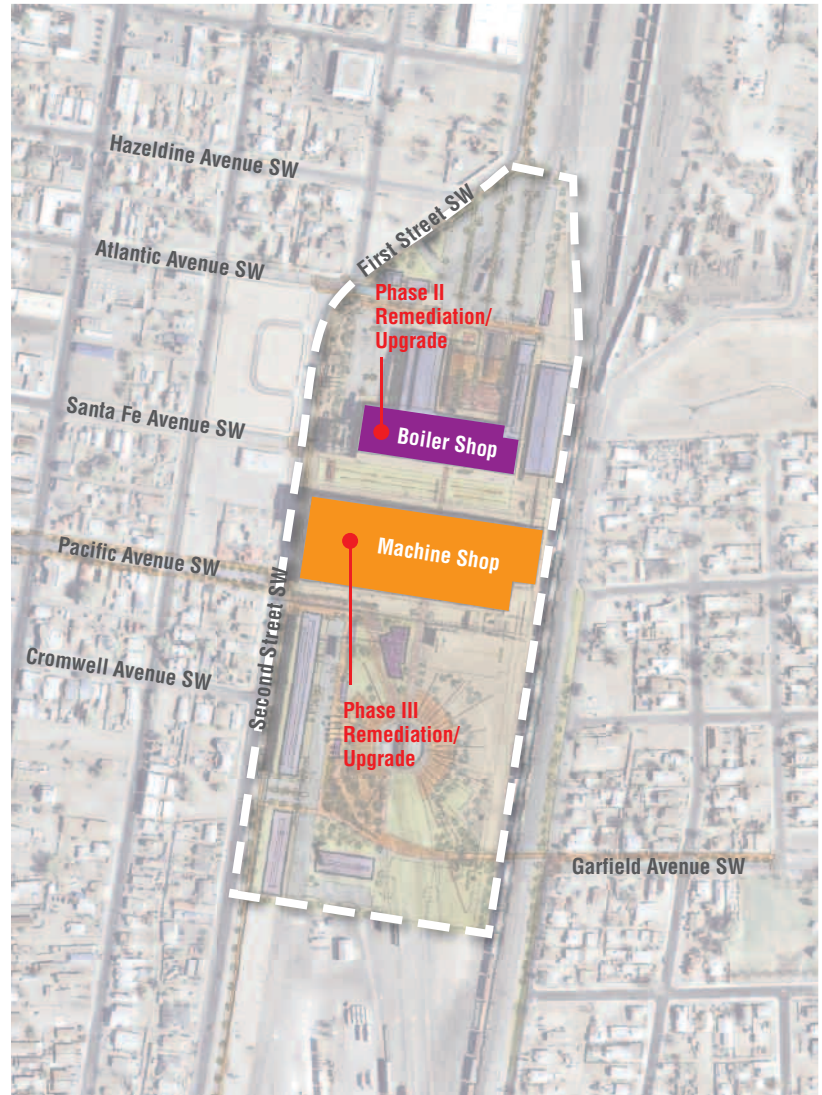 Hazeldine Avenue SW
First Street SW
Atlantic Avenue SW
Phase II
Remediation/
Upgrade
Santa Fe Avenue SW
Boiler Shop
Pacific Avenue SW
Machine Shop
Second Street SW
Cromwell Avenue SW
Phase III
Remediation/
Upgrade
Garfield Avenue SW